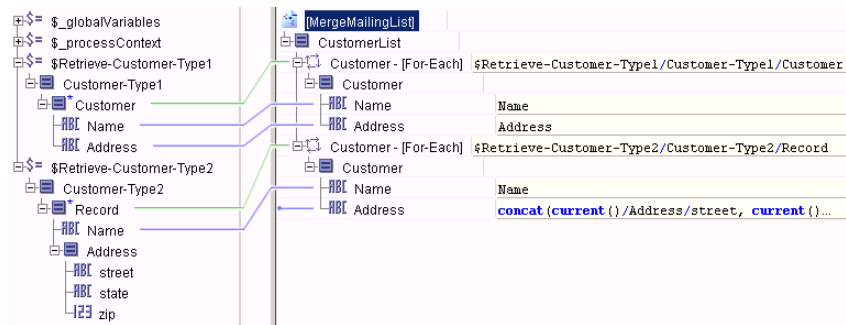 $_globalVariables
$_processContext
$Retrieve-Customer-Type1
Customer-Type1
Customer
Name
Address
$Retrieve-Customer-Type2
Customer-Type2
Record
Name
Address
street
state
zip
[MergeMailingList]
CustomerList
Customer - [For-Each] $Retrieve-Customer-Type1/Customer-Type1/Customer
Customer
Name Name
Address Address
Customer - [For-Each] $Retrieve-Customer-Type2/Customer-Type2/Record
Customer
Name Name
Address concat(current()/Address/street, current()...